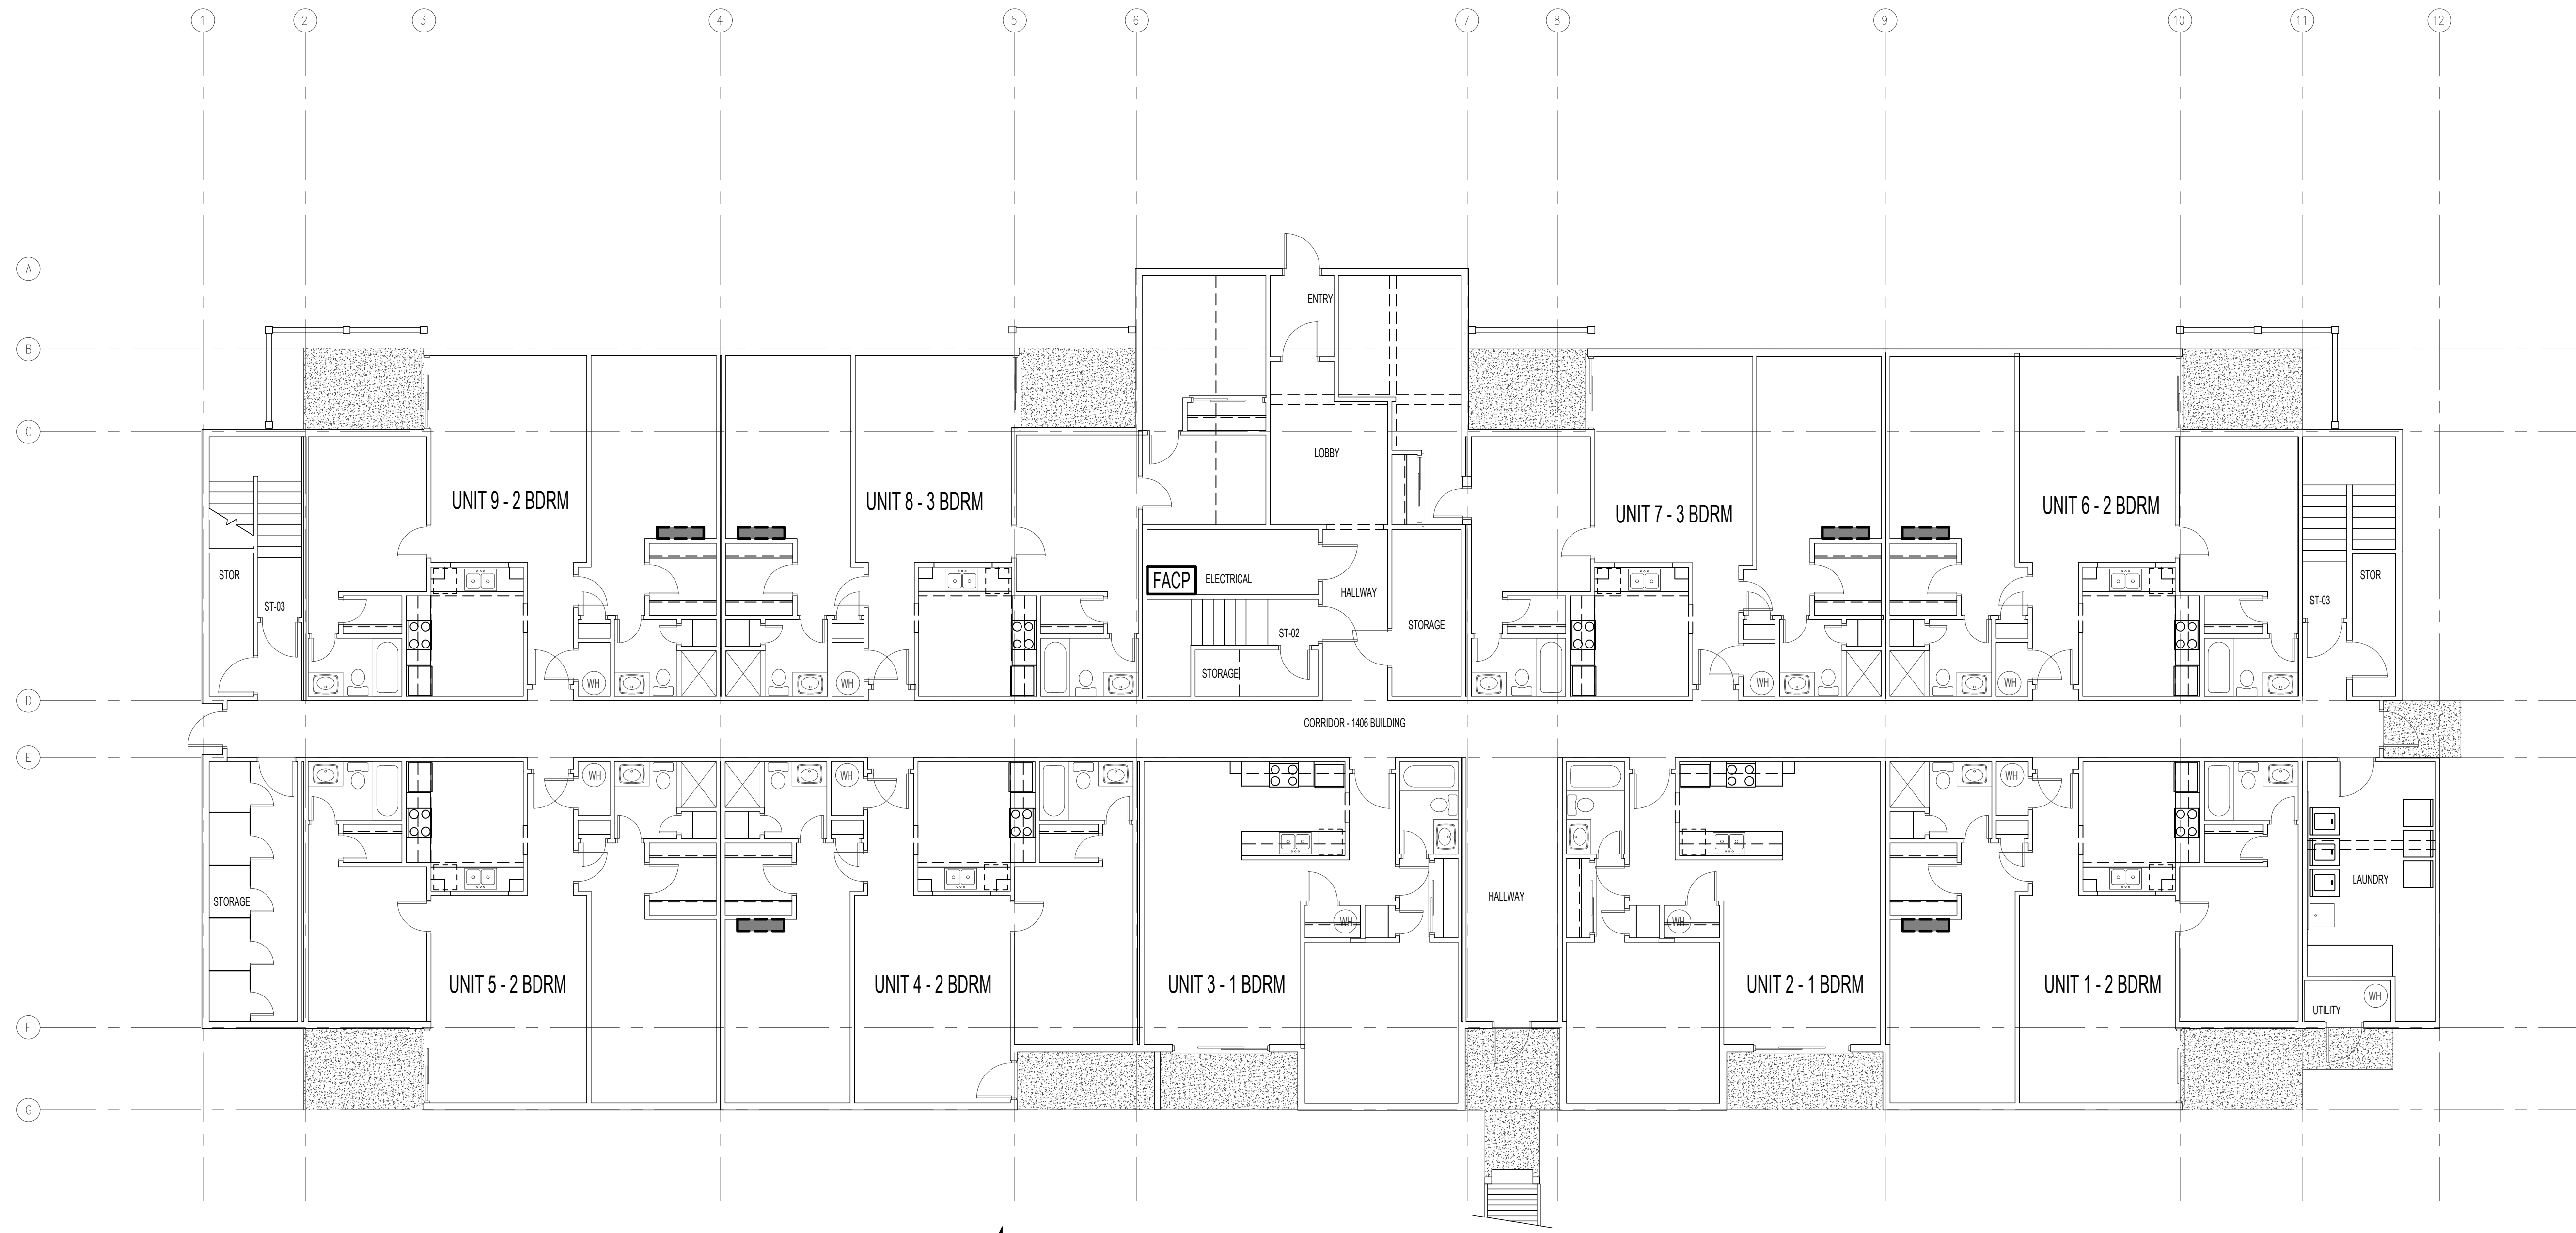 1 2 3 4 5 6 7 8 9 10 11 12
A
ENTRY
B
C
LOBBY
UNIT 9 - 2 BDRM
UNIT 8 - 3 BDRM
UNIT 7 - 3 BDRM
UNIT 6 - 2 BDRM
STOR
FACP
ELECTRICAL
HALLWAY
STOR
ST-03
ST-02
STORAGE
ST-03
STORAGE
WH
WH
WH
WH
D
CORRIDOR - 1406 BUILDING
E
WH
WH
WH
LAUNDRY
STORAGE
HALLWAY
WH
WH
UNIT 5 - 2 BDRM
UNIT 4 - 2 BDRM
UNIT 3 - 1 BDRM
UNIT 2 - 1 BDRM
UNIT 1 - 2 BDRM
WH
UTILITY
F
G